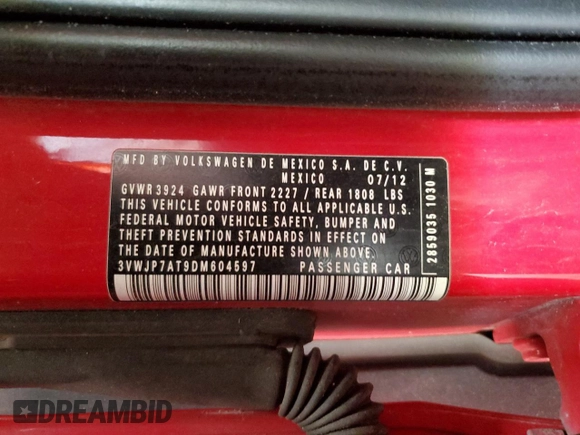 MFD BY VOLKSWAGEN DE MEXICO S.A. DE C.V.
MEXICO 07/12
GVWR 3924 GAWR FRONT 2227 / REAR 1808 LBS
THIS VEHICLE CONFORMS TO ALL APPLICABLE U.S.
FEDERAL MOTOR VEHICLE SAFETY, BUMPER AND
THEFT PREVENTION STANDARDS IN EFFECT ON
THE DATE OF MANUFACTURE SHOWN ABOVE.
3VWJP7AT9DM604597 PASSENGER CAR
2859035 1030 M
DREAMBID